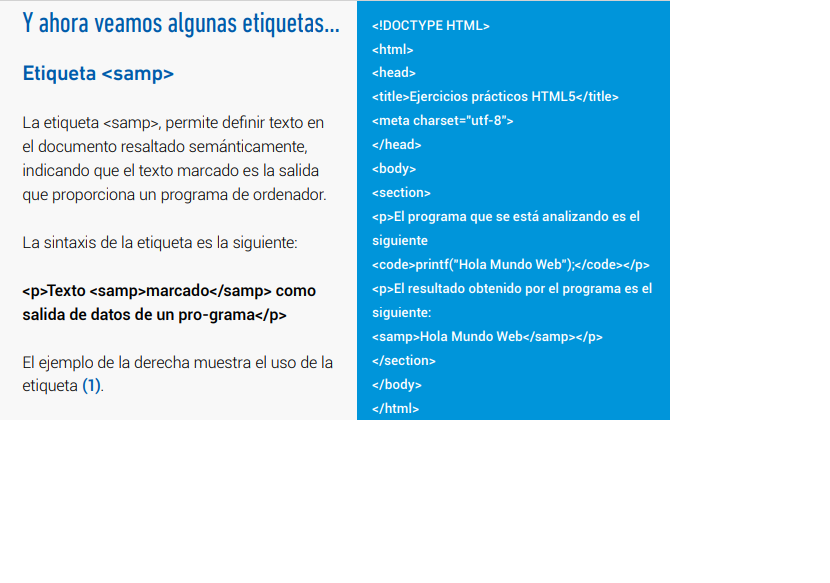 Y ahora veamos algunas etiquetas...
Etiqueta <samp>
La etiqueta <samp>, permite definir texto en
el documento resaltado semánticamente,
indicando que el texto marcado es la salida
que proporciona un programa de ordenador.
La sintaxis de la etiqueta es la siguiente:
<p>Texto <samp>marcado</samp> como
salida de datos de un pro-grama</p>
El ejemplo de la derecha muestra el uso de la
etiqueta (1).
<!DOCTYPE HTML>
<html>
<head>
<title>Ejercicios prácticos HTML5</title>
<meta charset="utf-8">
</head>
<body>
<section>
<p>El programa que se está analizando es el
siguiente
<code>printf("Hola Mundo Web");</code></p>
<p>El resultado obtenido por el programa es el
siguiente:
<samp>Hola Mundo Web</samp></p>
</section>
</body>
</html>